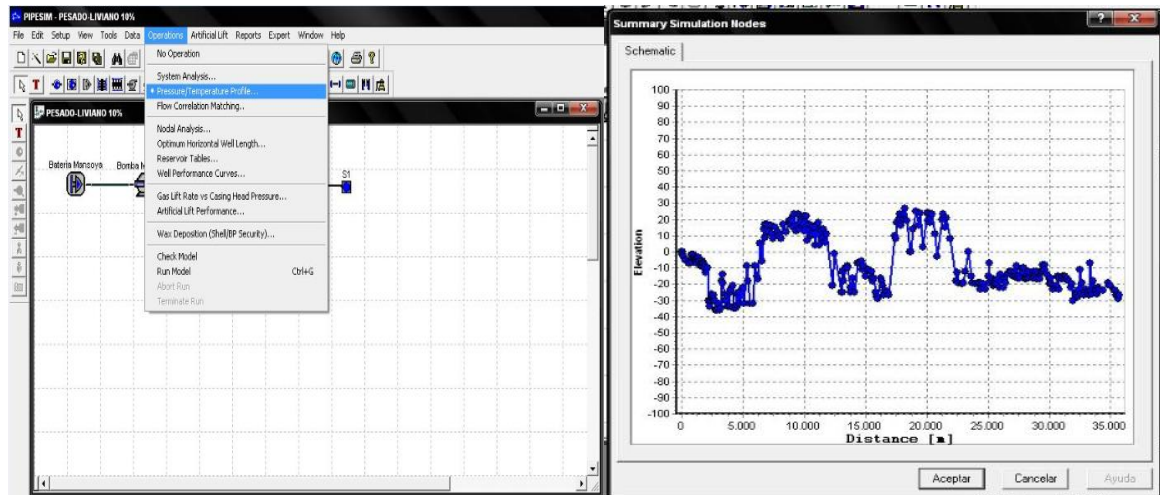 PIPESIM - PESADO-LIVIANO 10%
File Edit Setup View Tools Data Operations Artificial Lift Reports Expert Window Help
No Operation
System Analysis...
Pressure/Temperature Profile...
Flow Correlation Matching..
Nodal Analysis...
Optimum Horizontal Well Length...
Reservoir Tables...
Well Performance Curves...
Gas Lift Rate vs Casing Head Pressure...
Artificial Lift Performance...
Wax Deposition (Shell/BP Security)...
Check Model
Run Model Ctrl+G
Abort Run
Terminate Run
PESADO-LIVIANO 10%
T
T
Bateria Mansoya Bomba
S1
Summary Simulation Nodes
Schematic
100
90
80
70
60
50
40
30
20
10
0
-10
-20
-30
-40
-50
-60
-70
-80
-90
-100
Elevation
0 5.000 10.000 15.000 20.000 25.000 30.000 35.000
Distance [m]
Aceptar Cancelar Ayuda